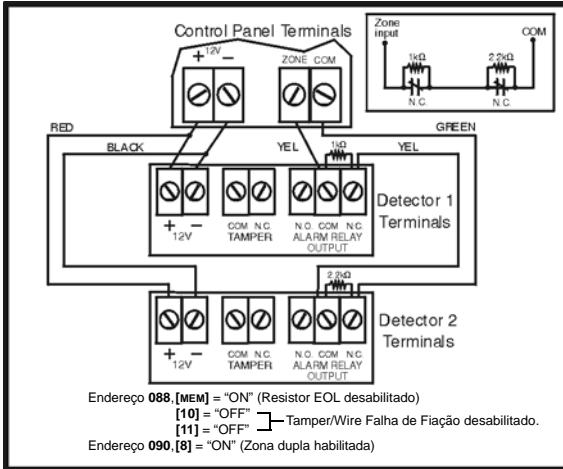 Control Panel Terminals
Zone input
COM
1kΩ
2.2kΩ
N.C.
N.C.
+ 12V −
ZONE COM
RED
GREEN
BLACK
YEL
1kΩ
YEL
Detector 1 Terminals
+ −
12V
COM N.C.
TAMPER
N.O. COM N.C.
ALARM RELAY
OUTPUT
2.2kΩ
Detector 2 Terminals
+ −
12V
COM N.C.
TAMPER
N.O. COM N.C.
ALARM RELAY
OUTPUT
Endereço 088,[MEM] = “ON” (Resistor EOL desabilitado)
[10] = “OFF”
[11] = “OFF”
Tamper/Wire Falha de Fiação desabilitado.
Endereço 090,[8] = “ON” (Zona dupla habilitada)